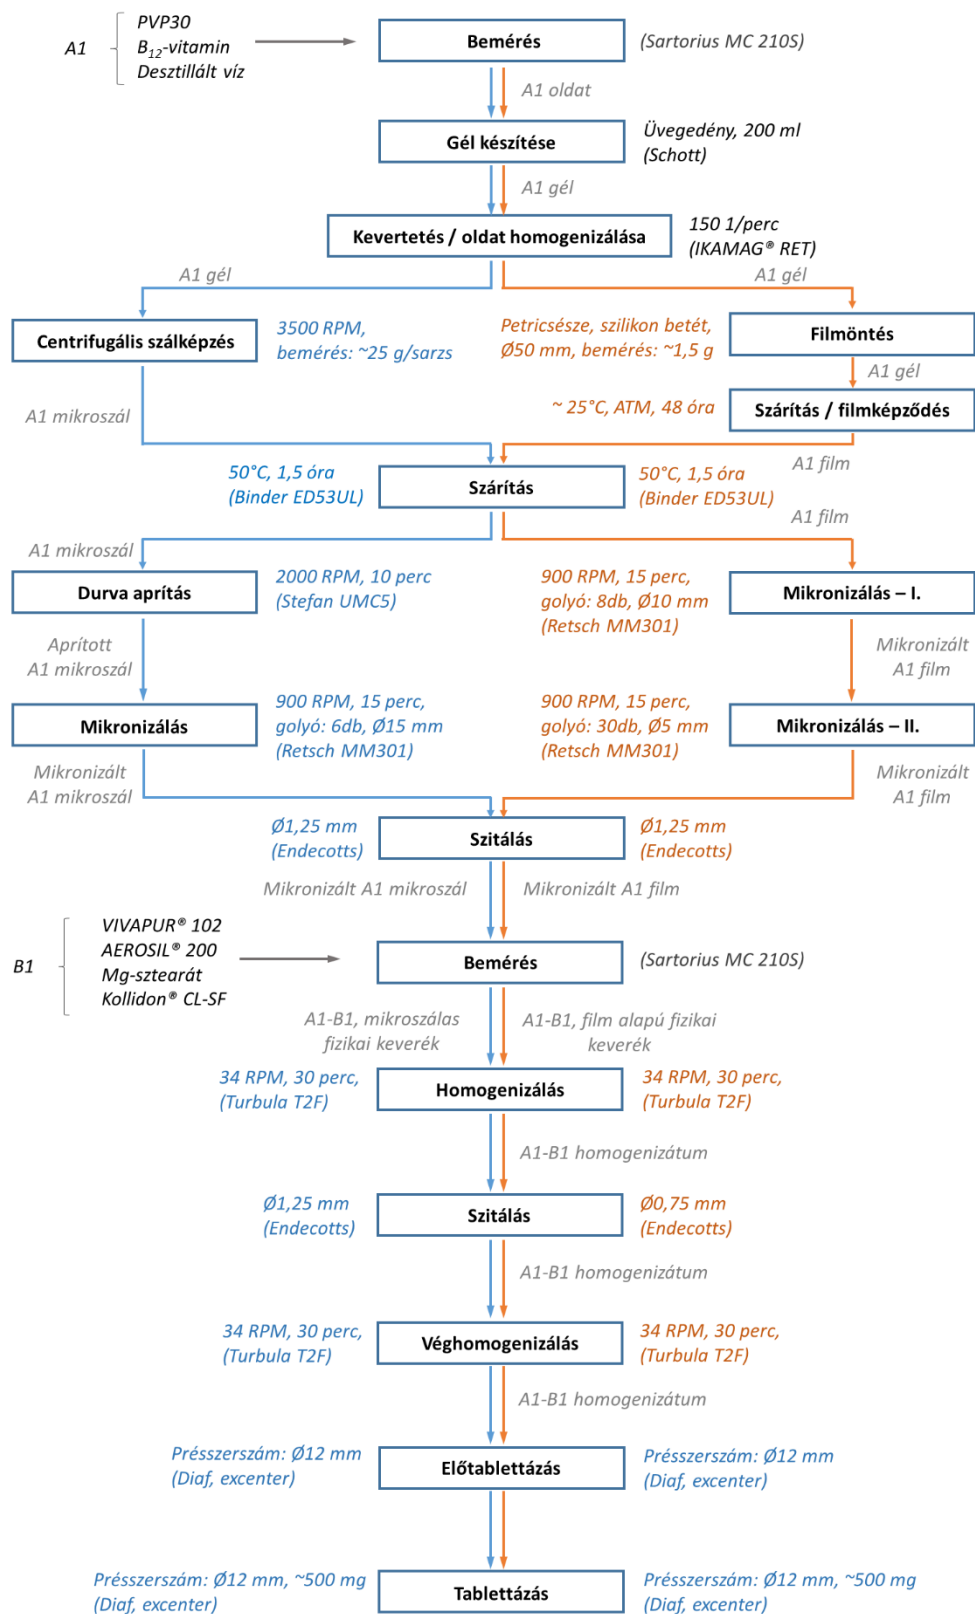 A1
PVP30
B12-vitamin
Desztillált víz
Bemérés
(Sartorius MC 210S)
A1 oldat
Gél készítése
Üvegedény, 200 ml
(Schott)
A1 gél
Kevertetés / oldat homogenizálása
150 1/perc
(IKAMAG® RET)
A1 gél
A1 gél
Centrifugális szálképzés
3500 RPM,
bemérés: ~25 g/sarzs
Petricsésze, szilikon betét,
Ø50 mm, bemérés: ~1,5 g
Filmöntés
A1 gél
A1 mikroszál
~ 25°C, ATM, 48 óra
Szárítás / filmképződés
A1 film
50°C, 1,5 óra
(Binder ED53UL)
Szárítás
50°C, 1,5 óra
(Binder ED53UL)
A1 film
A1 mikroszál
Durva aprítás
2000 RPM, 10 perc
(Stefan UMC5)
900 RPM, 15 perc,
golyó: 8db, Ø10 mm
(Retsch MM301)
Mikronizálás – I.
Aprított
A1 mikroszál
Mikronizált
A1 film
Mikronizálás
900 RPM, 15 perc,
golyó: 6db, Ø15 mm
(Retsch MM301)
900 RPM, 15 perc,
golyó: 30db, Ø5 mm
(Retsch MM301)
Mikronizálás – II.
Mikronizált
A1 mikroszál
Mikronizált
A1 film
Ø1,25 mm
(Endecotts)
Szitálás
Ø1,25 mm
(Endecotts)
Mikronizált A1 mikroszál
Mikronizált A1 film
B1
VIVAPUR® 102
AEROSIL® 200
Mg-sztearát
Kollidon® CL-SF
Bemérés
(Sartorius MC 210S)
A1-B1, mikroszálas
fizikai keverék
A1-B1, film alapú fizikai
keverék
34 RPM, 30 perc,
(Turbula T2F)
Homogenizálás
34 RPM, 30 perc,
(Turbula T2F)
A1-B1 homogenizátum
Ø1,25 mm
(Endecotts)
Szitálás
Ø0,75 mm
(Endecotts)
A1-B1 homogenizátum
34 RPM, 30 perc,
(Turbula T2F)
Véghomogenizálás
34 RPM, 30 perc,
(Turbula T2F)
A1-B1 homogenizátum
Présszerszám: Ø12 mm
(Diaf, excenter)
Előtablettázás
Présszerszám: Ø12 mm
(Diaf, excenter)
Présszerszám: Ø12 mm, ~500 mg
(Diaf, excenter)
Tablettázás
Présszerszám: Ø12 mm, ~500 mg
(Diaf, excenter)